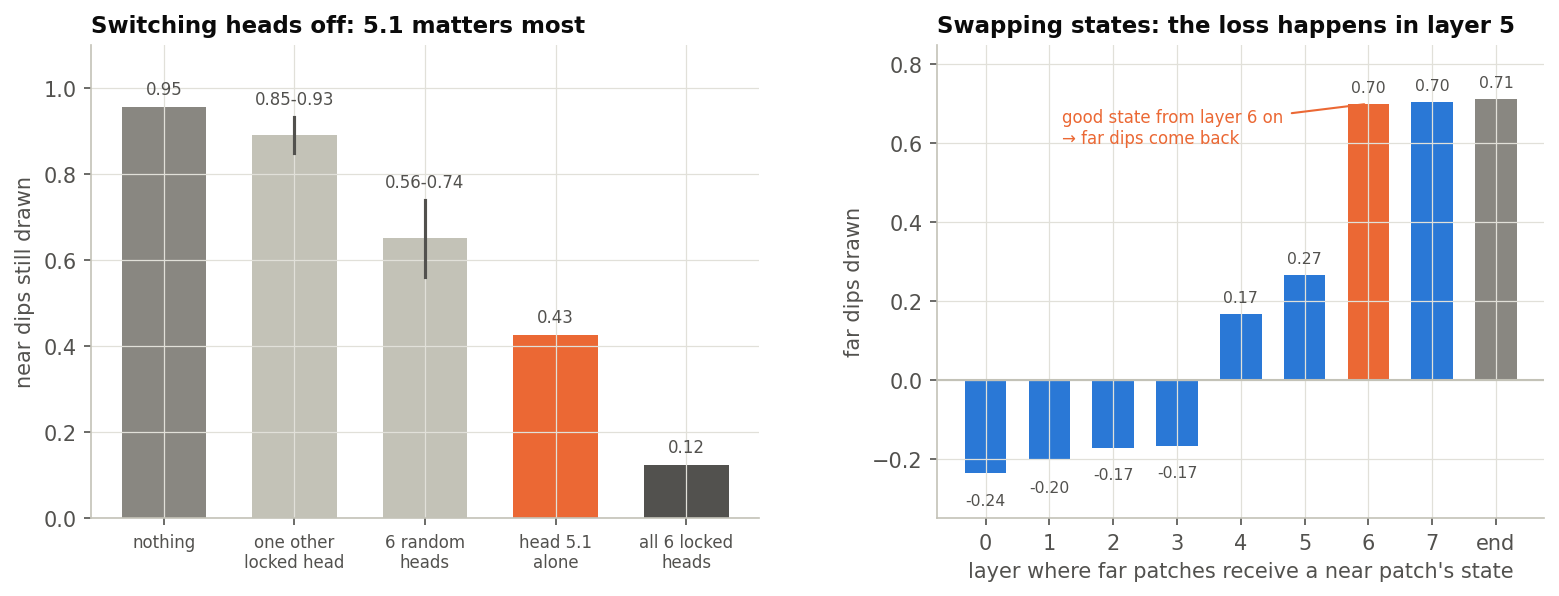 Switching heads off: 5.1 matters most
near dips still drawn
1.0
0.8
0.6
0.4
0.2
0.0
0.95
0.85-0.93
0.56-0.74
0.43
0.12
nothing
one other
locked head
6 random
heads
head 5.1
alone
all 6 locked
heads
Swapping states: the loss happens in layer 5
far dips drawn
0.8
0.6
0.4
0.2
0.0
−0.2
good state from layer 6 on
→ far dips come back
-0.24
-0.20
-0.17
-0.17
0.17
0.27
0.70
0.70
0.71
0 1 2 3 4 5 6 7 end
layer where far patches receive a near patch's state